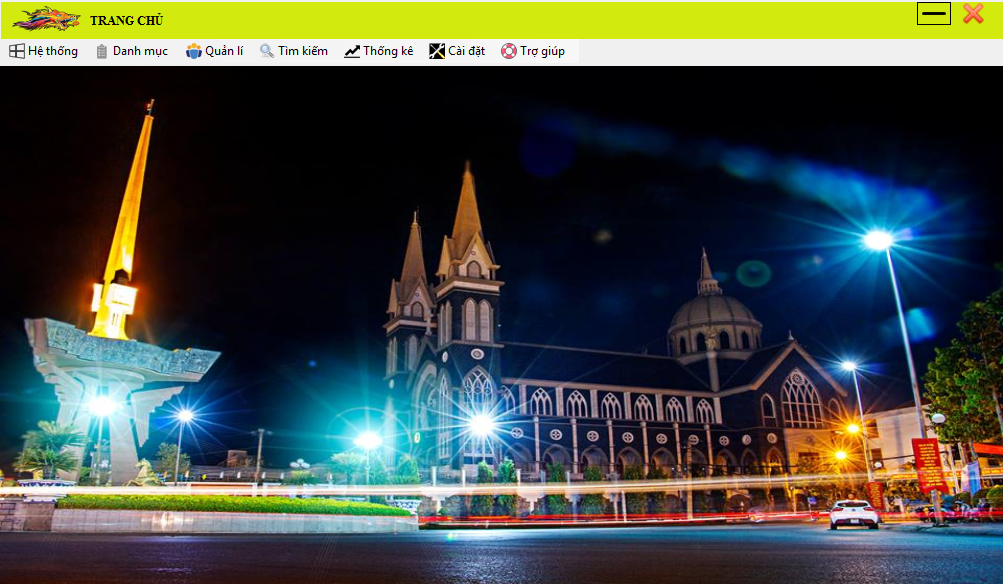 TRANG CHỦ
Hệ thống Danh mục Quản lí Tìm kiếm Thống kê Cài đặt Trợ giúp